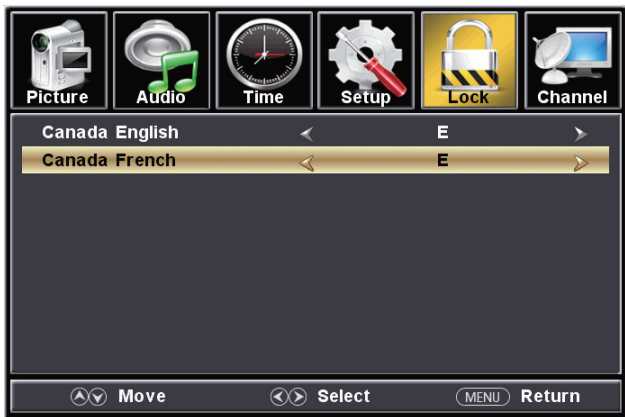 Picture Audio Time Setup Lock Channel
Canada English E
Canada French E
Move Select MENU Return